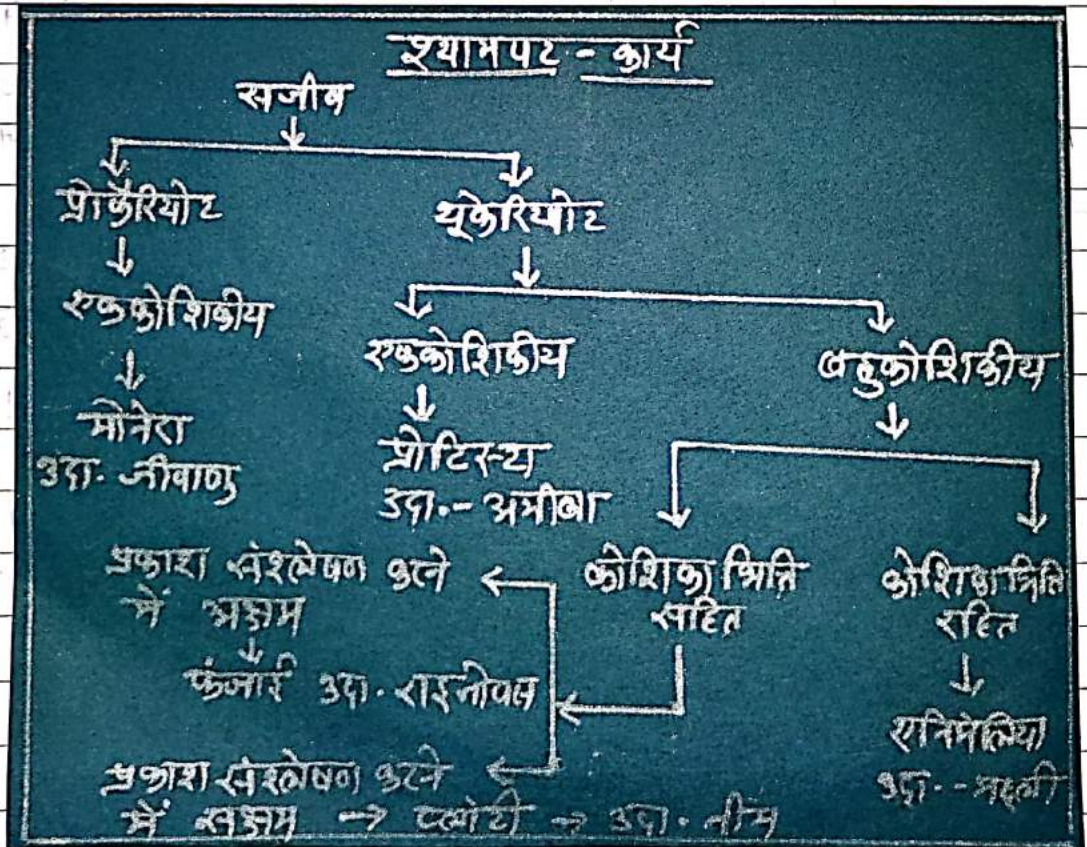 श्यामपट - कार्य
सजीव
प्रोकैरियोट यूकेरियोट
एककोशिकीय
एककोशिकीय बहुकोशिकीय
मोनेरा
उदा. जीवाणु
प्रोटिस्टा
उदा.- अमीबा
कोशिका भित्ति
सहित
कोशिका भित्ति
रहित
प्रकाश संश्लेषण करने
में अक्षम
फंजाई उदा. राइजोपस
एनिमेलिया
उदा.- मछली
प्रकाश संश्लेषण करने
में सक्षम → प्लांटी → उदा. नीम